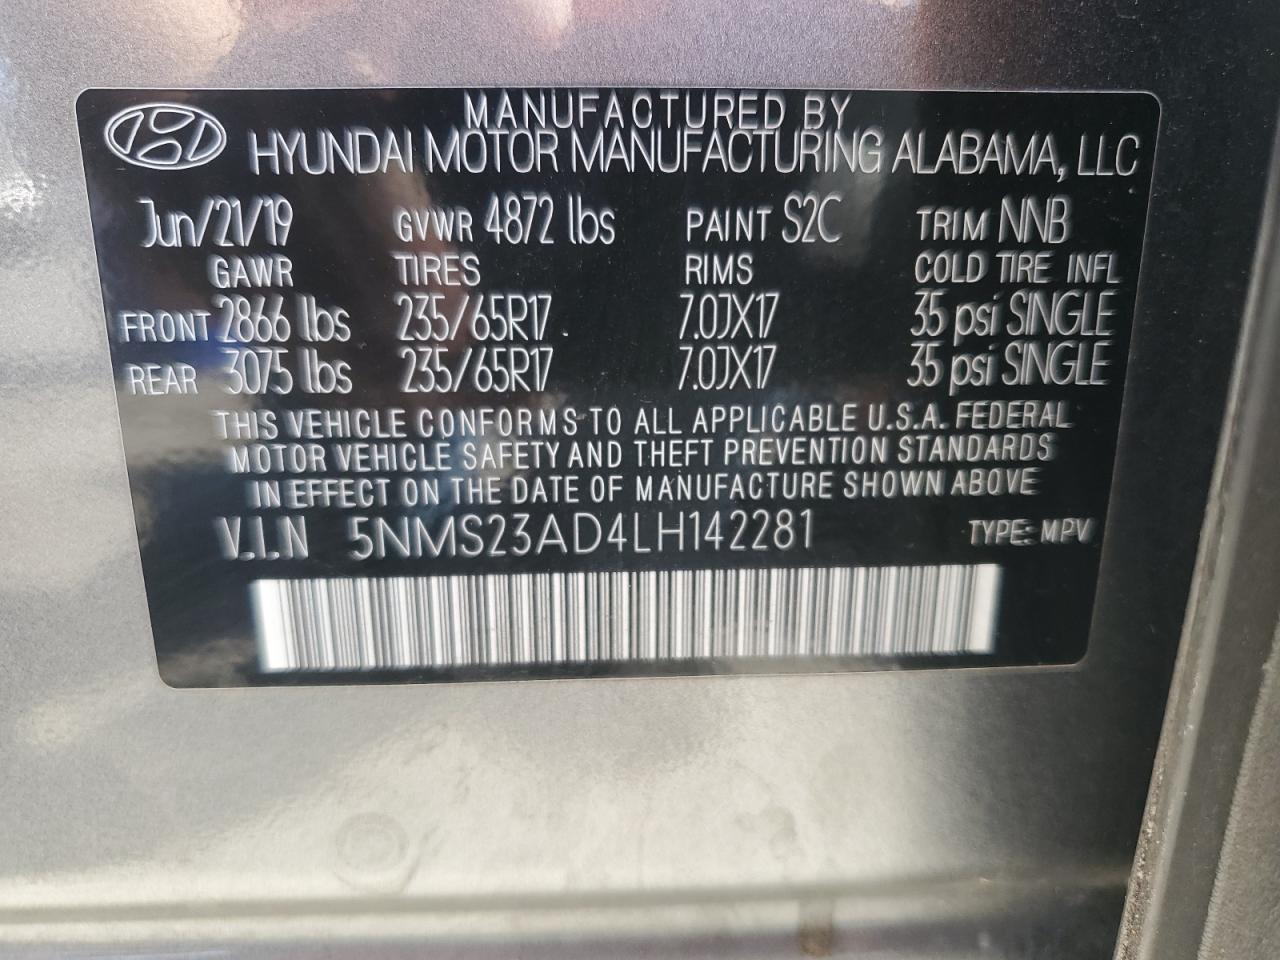 MANUFACTURED BY
HYUNDAI MOTOR MANUFACTURING ALABAMA, LLC
Jun/21/19 GVWR 4872 lbs PAINT S2C TRIM NNB
GAWR TIRES RIMS COLD TIRE INFL
FRONT 2866 lbs 235/65R17 7.0JX17 35 psi SINGLE
REAR 3075 lbs 235/65R17 7.0JX17 35 psi SINGLE
THIS VEHICLE CONFORMS TO ALL APPLICABLE U.S.A. FEDERAL
MOTOR VEHICLE SAFETY AND THEFT PREVENTION STANDARDS
IN EFFECT ON THE DATE OF MANUFACTURE SHOWN ABOVE
V.I.N 5NMS23AD4LH142281 TYPE: MPV